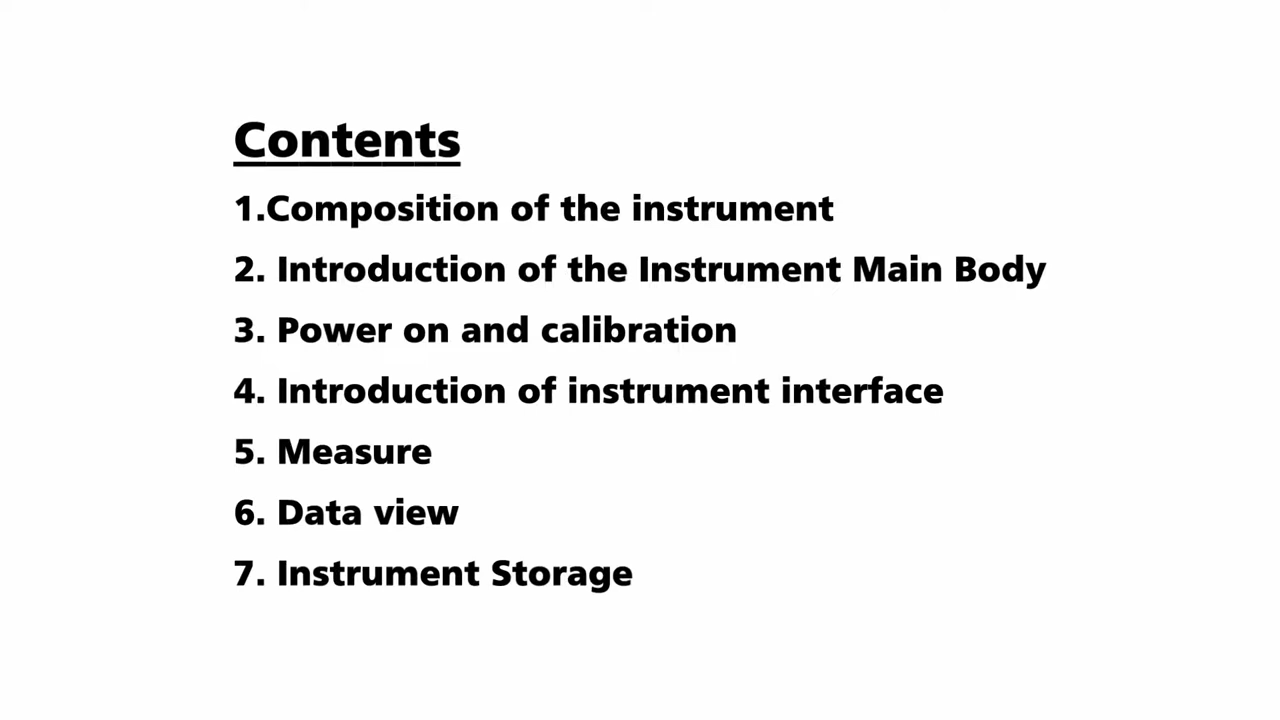 Contents
1.Composition of the instrument
2. Introduction of the Instrument Main Body
3. Power on and calibration
4. Introduction of instrument interface
5. Measure
6. Data view
7. Instrument Storage